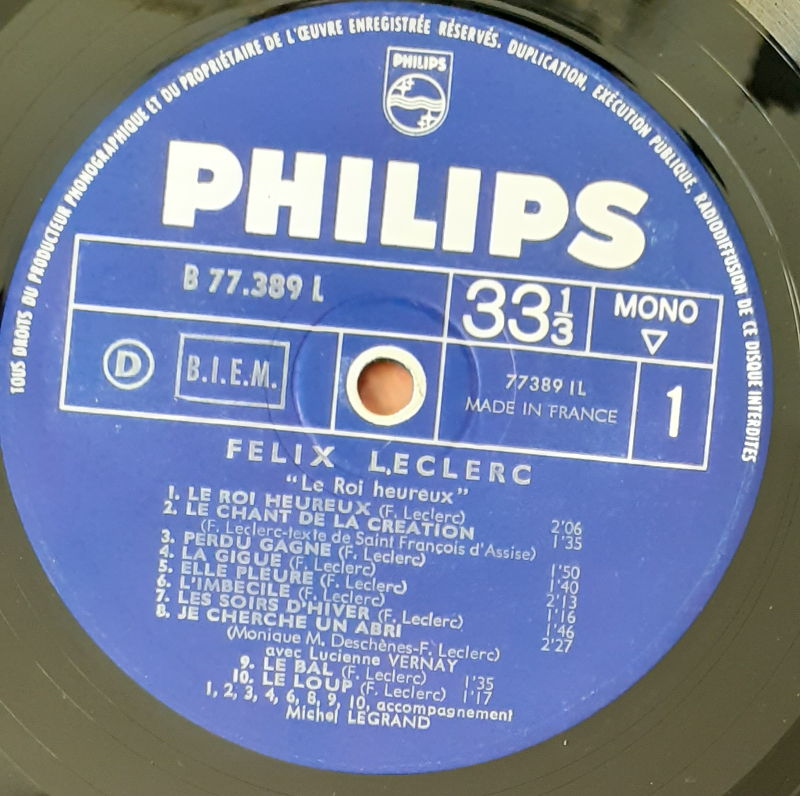 TOUS DROITS DU PRODUCTEUR PHONOGRAPHIQUE ET DU PROPRIÉTAIRE DE L'ŒUVRE ENREGISTRÉE RÉSERVÉS. DUPLICATION, EXÉCUTION PUBLIQUE, RADIODIFFUSION DE CE DISQUE INTERDITES
PHILIPS
PHILIPS
B 77.389 L
33 1/3
MONO
D
B.I.E.M.
77389 1L
MADE IN FRANCE
1
FELIX LECLERC
"Le Roi heureux"
1. LE ROI HEUREUX (F. Leclerc) 2'06
2. LE CHANT DE LA CREATION 1'35
(F. Leclerc-texte de Saint François d'Assise)
3. PERDU GAGNE (F. Leclerc) 1'50
4. LA GIGUE (F. Leclerc) 1'40
5. ELLE PLEURE (F. Leclerc) 2'13
6. L'IMBECILE (F. Leclerc) 1'16
7. LES SOIRS D'HIVER (F. Leclerc) 1'46
8. JE CHERCHE UN ABRI 2'27
(Monique M. Deschènes-F. Leclerc)
avec Lucienne VERNAY
9. LE BAL (F. Leclerc) 1'35
10. LE LOUP (F. Leclerc) 1'17
1, 2, 3, 4, 6, 8, 9, 10, accompagnement
Michel LEGRAND